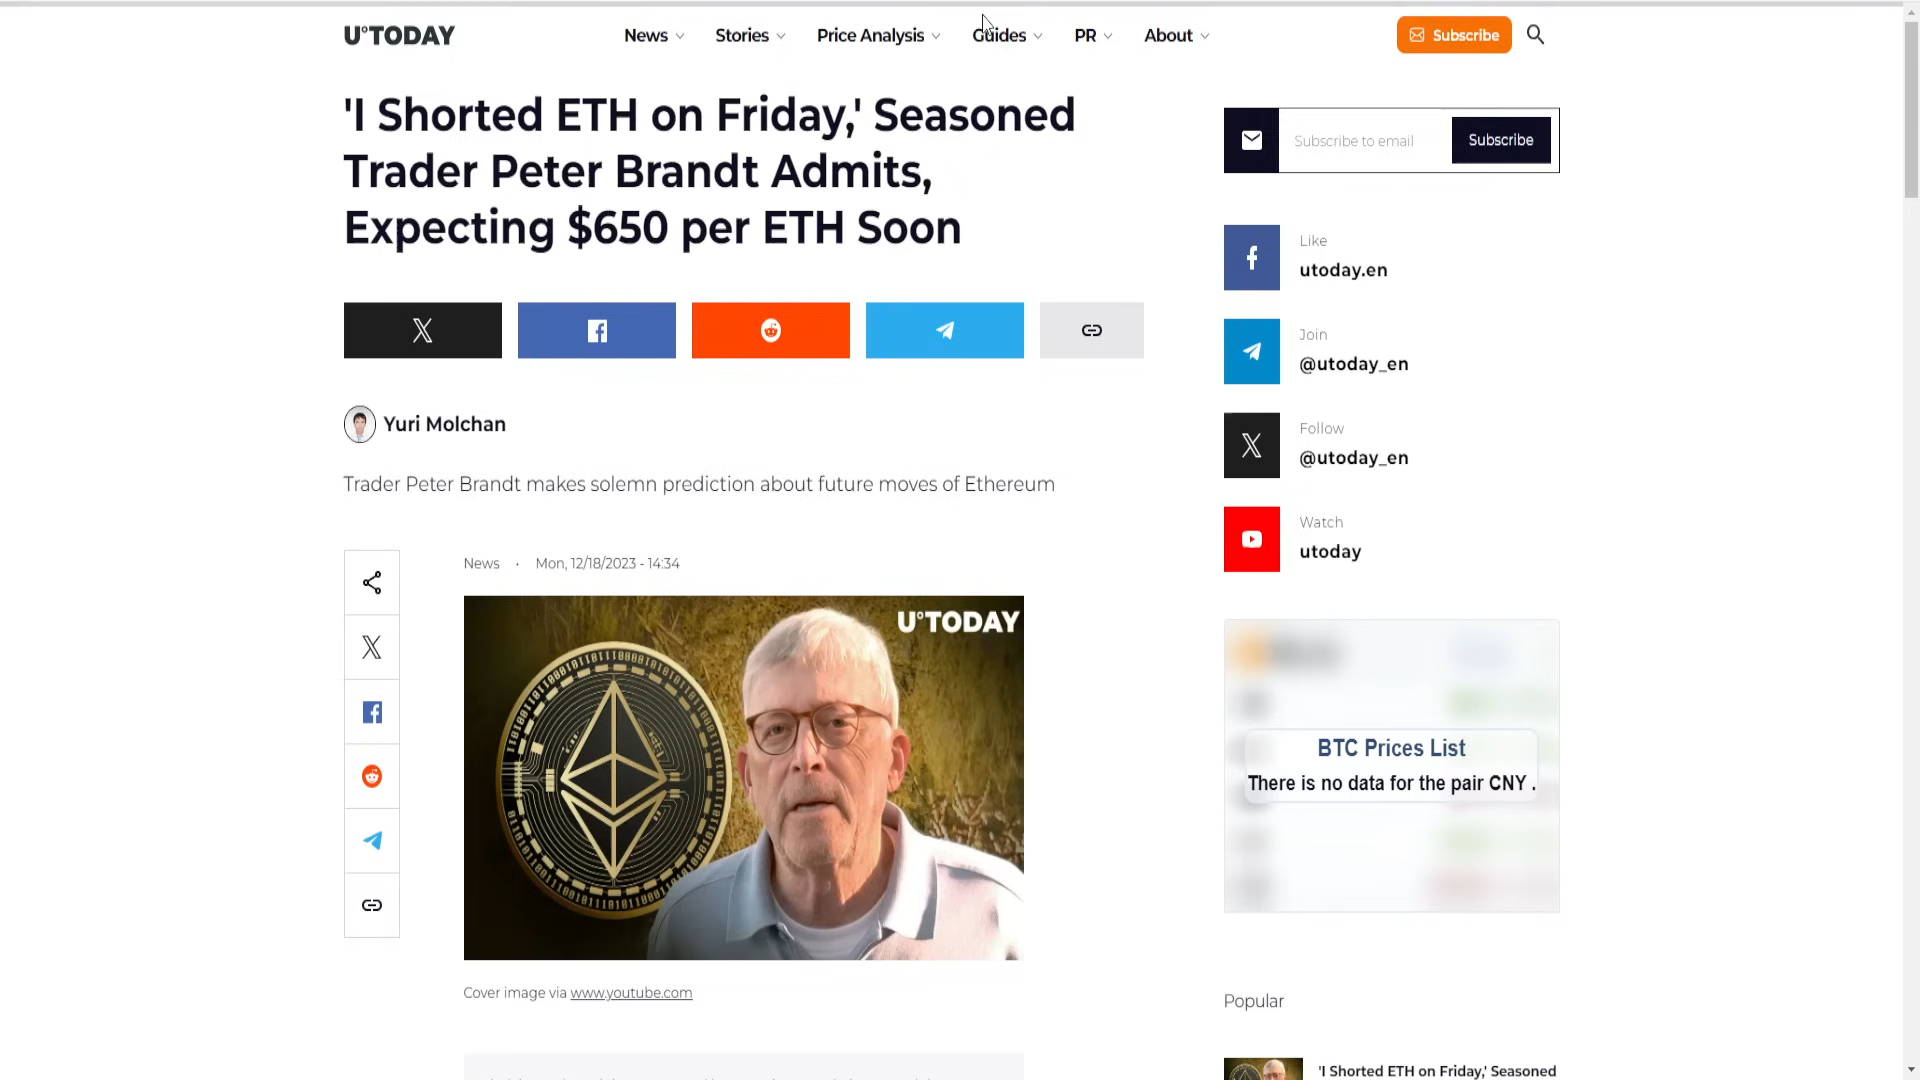 U°TODAY
News
Stories
Price Analysis
Guides
PR
About
Subscribe
'I Shorted ETH on Friday,' Seasoned
Trader Peter Brandt Admits,
Expecting $650 per ETH Soon
Subscribe to email
Subscribe
Like
utoday.en
Join
@utoday_en
Follow
@utoday_en
Watch
utoday
Yuri Molchan
Trader Peter Brandt makes solemn prediction about future moves of Ethereum
News · Mon, 12/18/2023 - 14:34
U°TODAY
BTC Prices List
There is no data for the pair CNY .
Cover image via www.youtube.com
Popular
'I Shorted ETH on Friday,' Seasoned